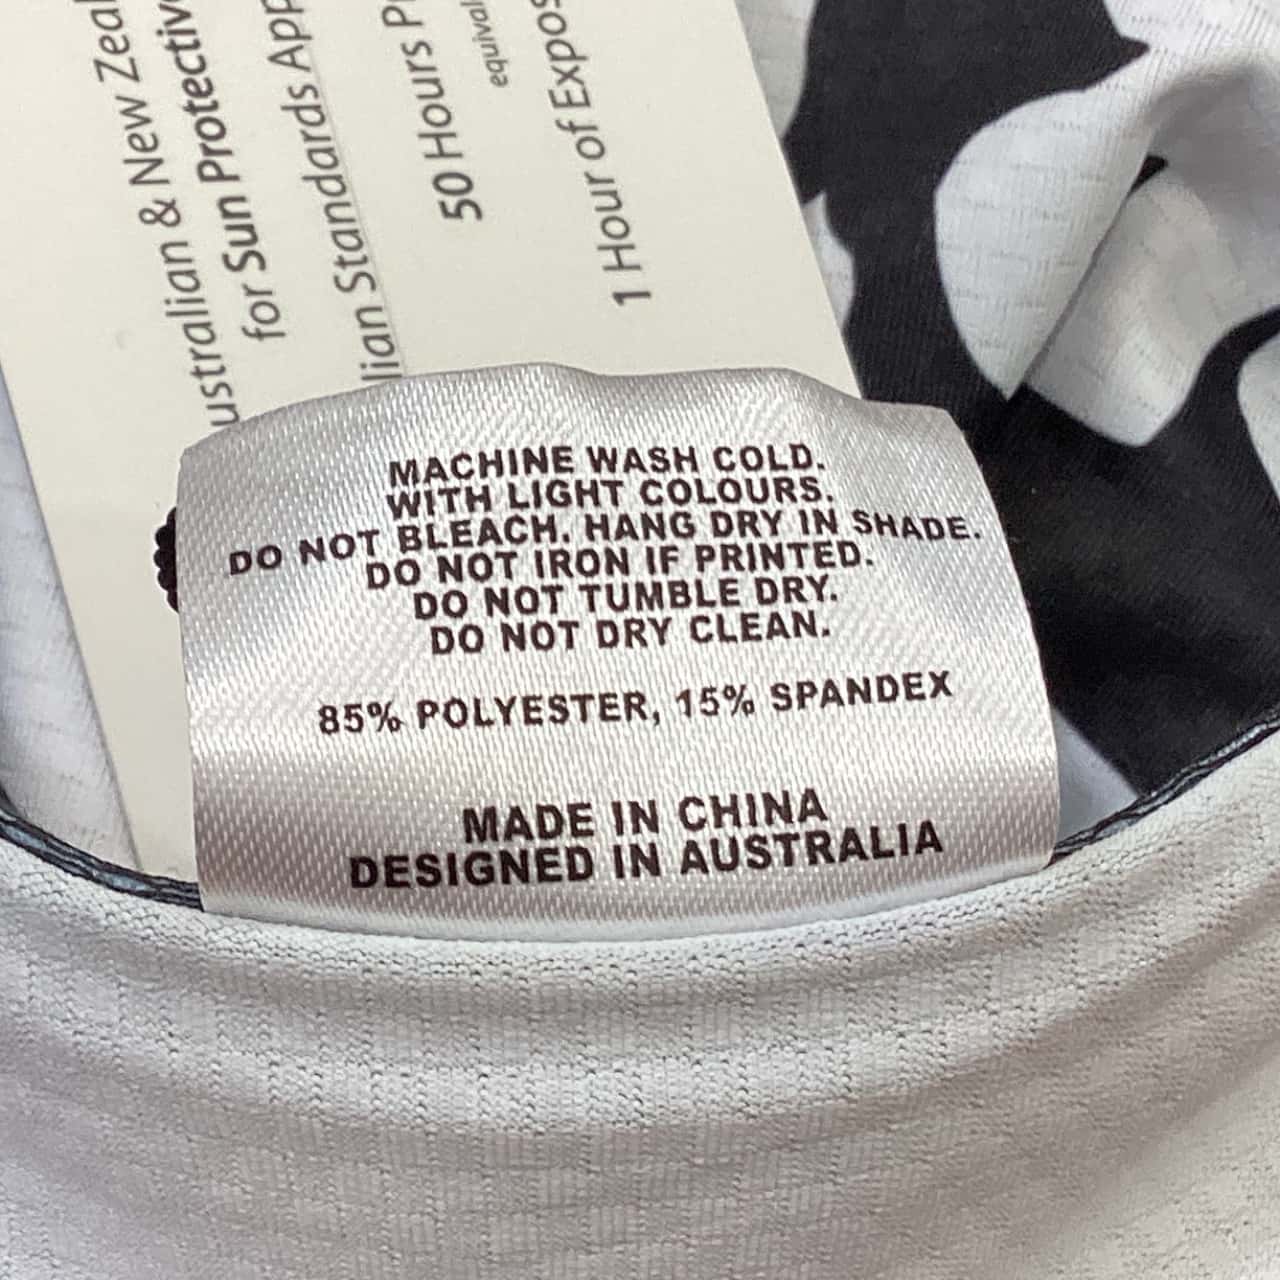 MACHINE WASH COLD.
WITH LIGHT COLOURS.
DO NOT BLEACH. HANG DRY IN SHADE.
DO NOT IRON IF PRINTED.
DO NOT TUMBLE DRY.
DO NOT DRY CLEAN.
85% POLYESTER, 15% SPANDEX
MADE IN CHINA
DESIGNED IN AUSTRALIA
& New
for Sun
Standards
50 Hours
1 Hour of